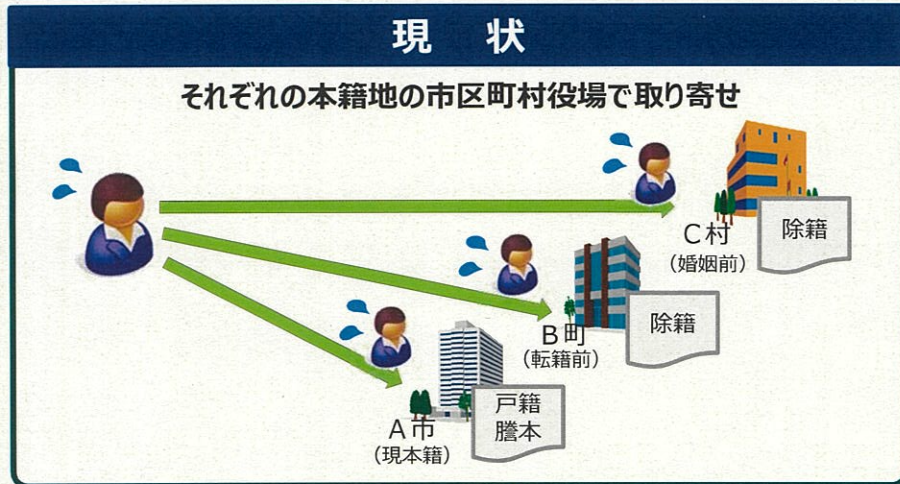 現 状
それぞれの本籍地の市区町村役場で取り寄せ
C村
(婚姻前)
除籍
B町
(転籍前)
除籍
A市
(現本籍)
戸籍
謄本